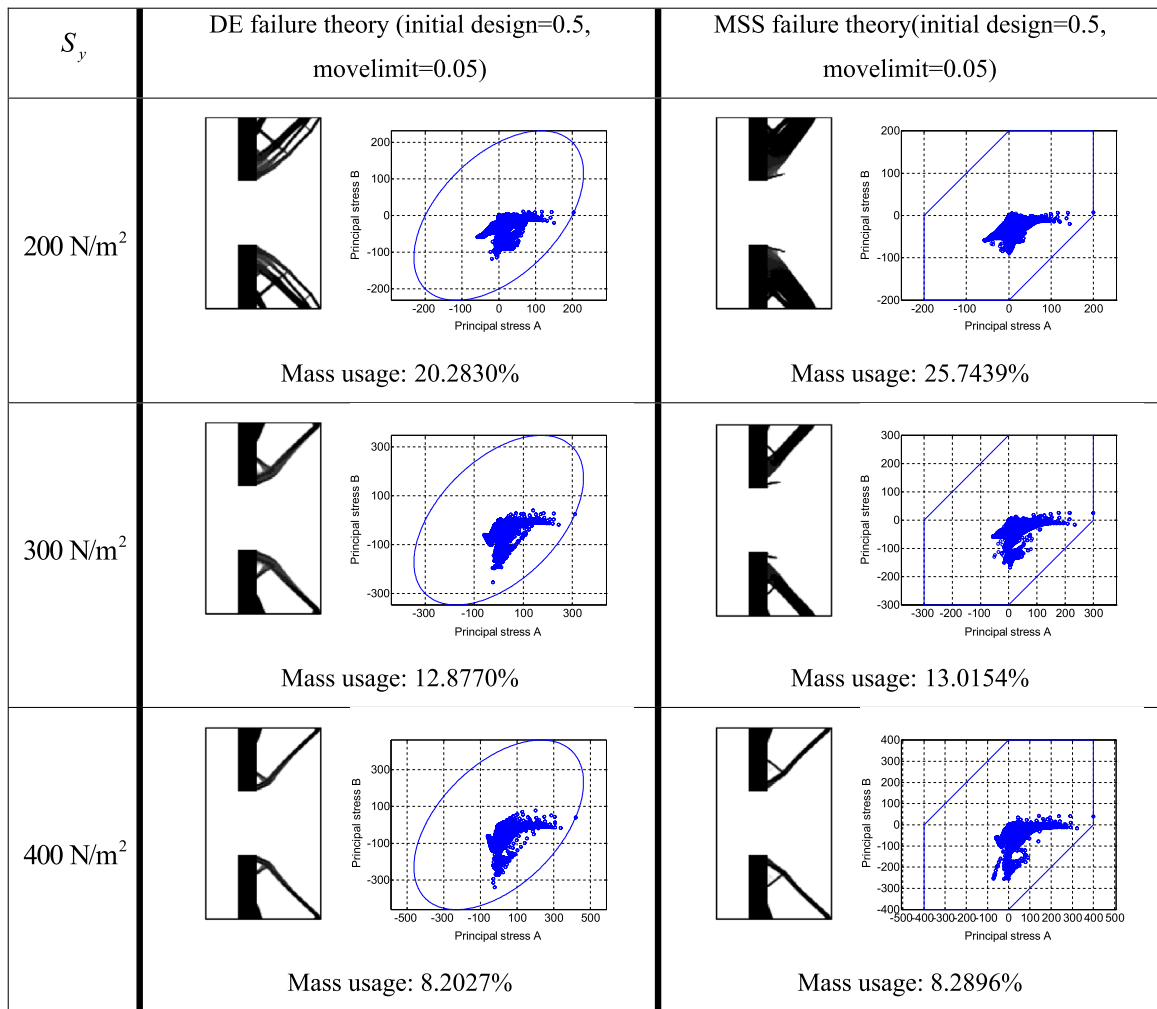 S_y
DE failure theory (initial design=0.5,
movelimit=0.05)
MSS failure theory(initial design=0.5,
movelimit=0.05)
200 N/m²
200
100
0
-100
-200
Principal stress B
-200 -100 0 100 200
Principal stress A
Mass usage: 20.2830%
200
100
0
-100
-200
Principal stress B
-200 -100 0 100 200
Principal stress A
Mass usage: 25.7439%
300 N/m²
300
100
-100
-300
Principal stress B
-300 -100 100 300
Principal stress A
Mass usage: 12.8770%
300
200
100
0
-100
-200
-300
Principal stress B
-300 -200 -100 0 100 200 300
Principal stress A
Mass usage: 13.0154%
400 N/m²
300
100
-100
-300
Principal stress B
-500 -300 -100 100 300 500
Principal stress A
Mass usage: 8.2027%
400
300
200
100
0
-100
-200
-300
-400
Principal stress B
-500 -400 -300 -200 -100 0 100 200 300 400 500
Principal stress A
Mass usage: 8.2896%